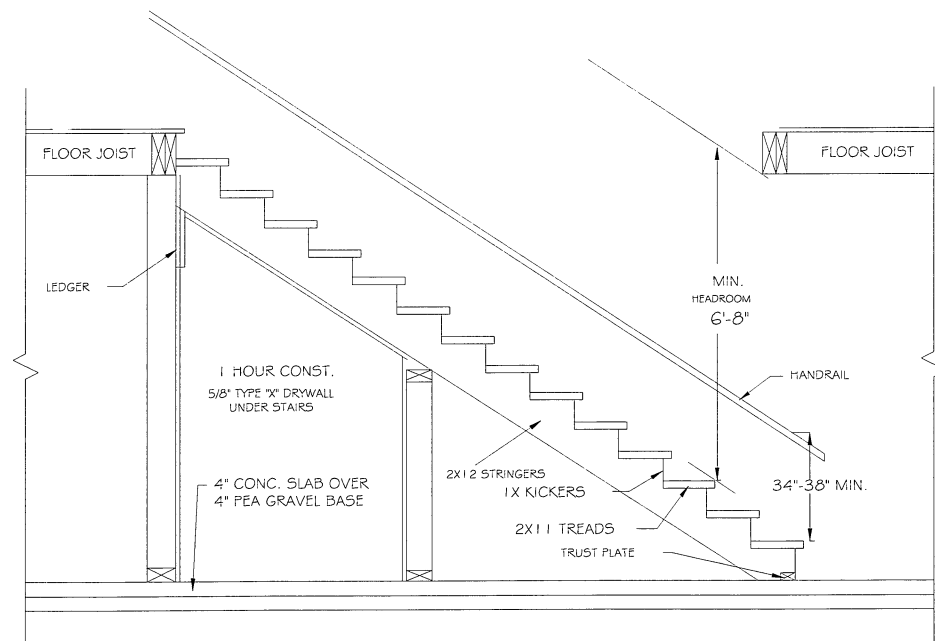 FLOOR JOIST
FLOOR JOIST
LEDGER
MIN.
HEADROOM
6'-8"
1 HOUR CONST.
5/8" TYPE "X" DRYWALL
UNDER STAIRS
HANDRAIL
2X12 STRINGERS
4" CONC. SLAB OVER
4" PEA GRAVEL BASE
1X KICKERS
34"-38" MIN.
2X11 TREADS
TRUST PLATE